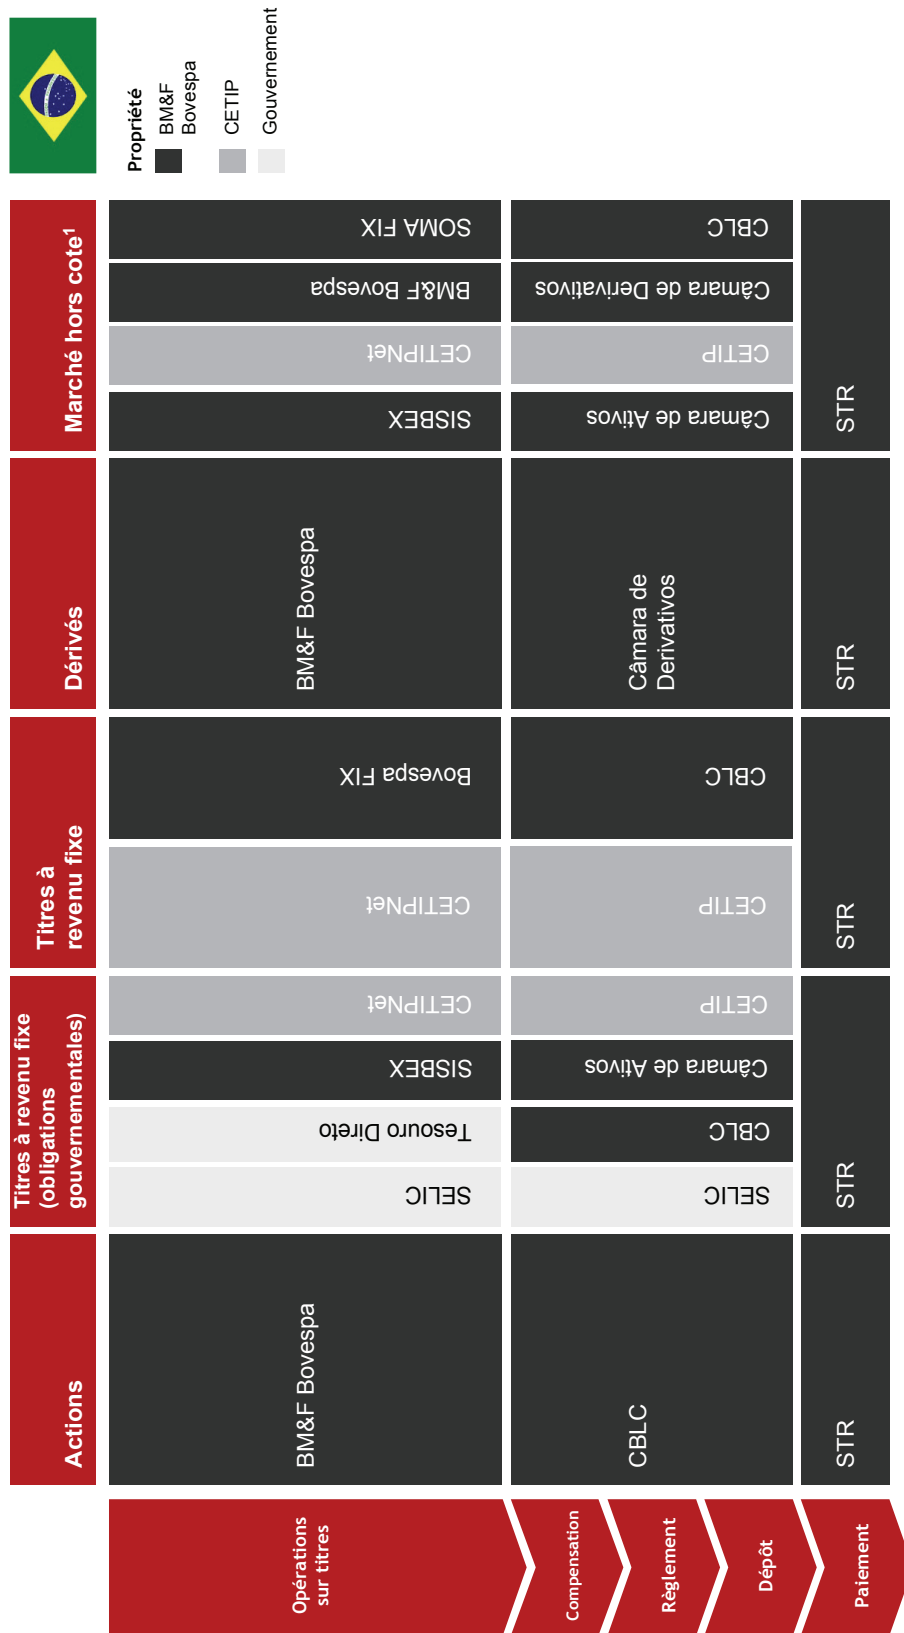 Propriété
BM&F
Bovespa
CETIP
Gouvernement
Actions
Titres à revenu fixe
(obligations
gouvernementales)
Titres à
revenu fixe
Dérivés
Marché hors cote¹
Opérations
sur titres
BM&F Bovespa
SELIC
Tesouro Direto
SISBEX
CETIPNet
CETIPNet
Bovespa FIX
BM&F Bovespa
SISBEX
CETIPNet
BM&F Bovespa
SOMA FIX
Compensation
Règlement
Dépôt
CBLC
SELIC
CBLC
Câmara de Ativos
CETIP
CETIP
CBLC
Câmara de
Derivativos
Câmara de Ativos
CETIP
Câmara de Derivativos
CBLC
Paiement
STR
STR
STR
STR
STR